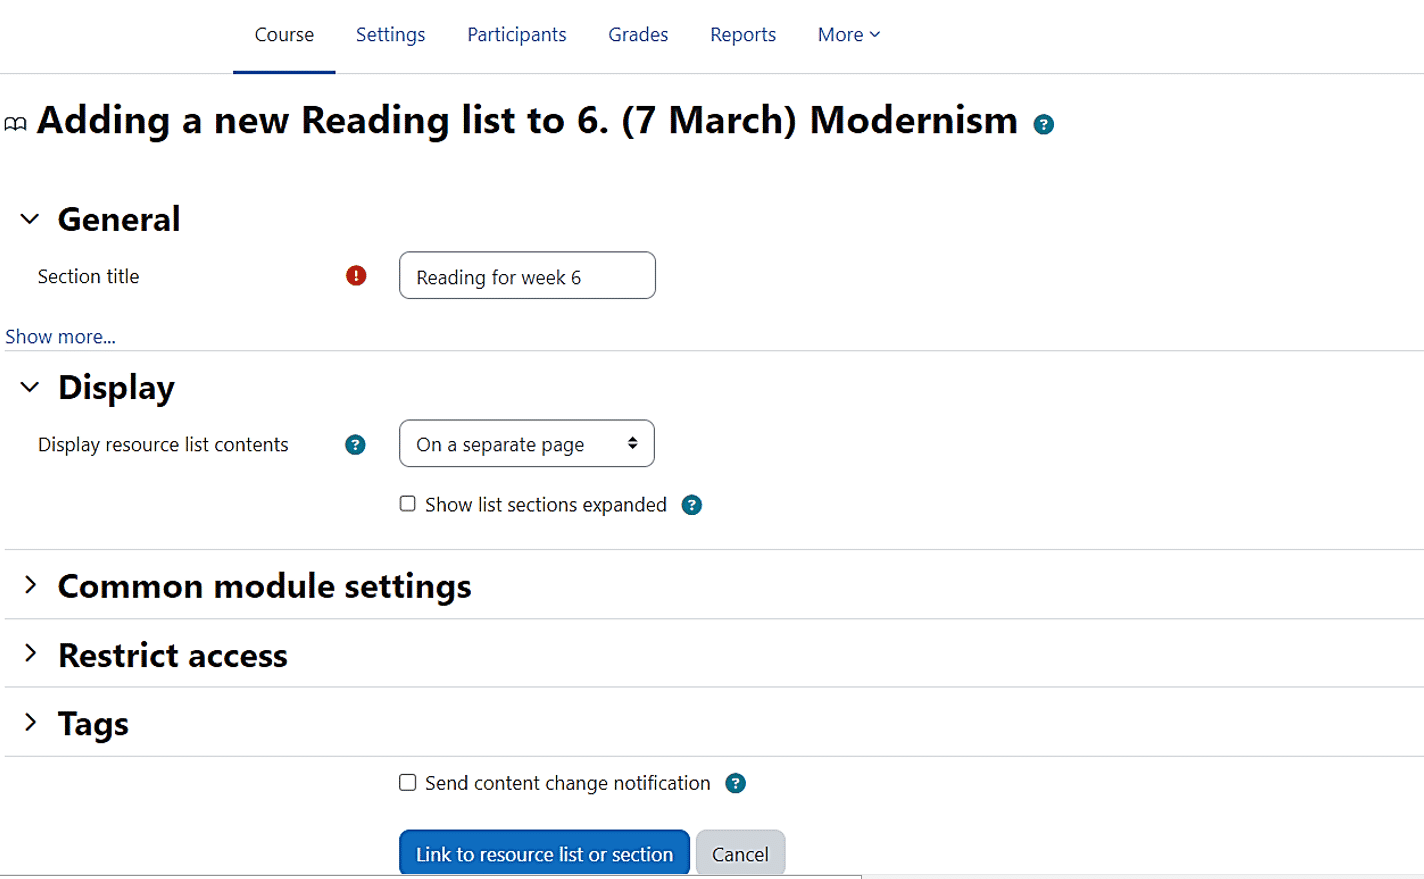 Course Settings Participants Grades Reports More
Adding a new Reading list to 6. (7 March) Modernism ?
General
Section title ! Reading for week 6
Show more...
Display
Display resource list contents ? On a separate page
Show list sections expanded ?
Common module settings
Restrict access
Tags
Send content change notification ?
Link to resource list or section Cancel